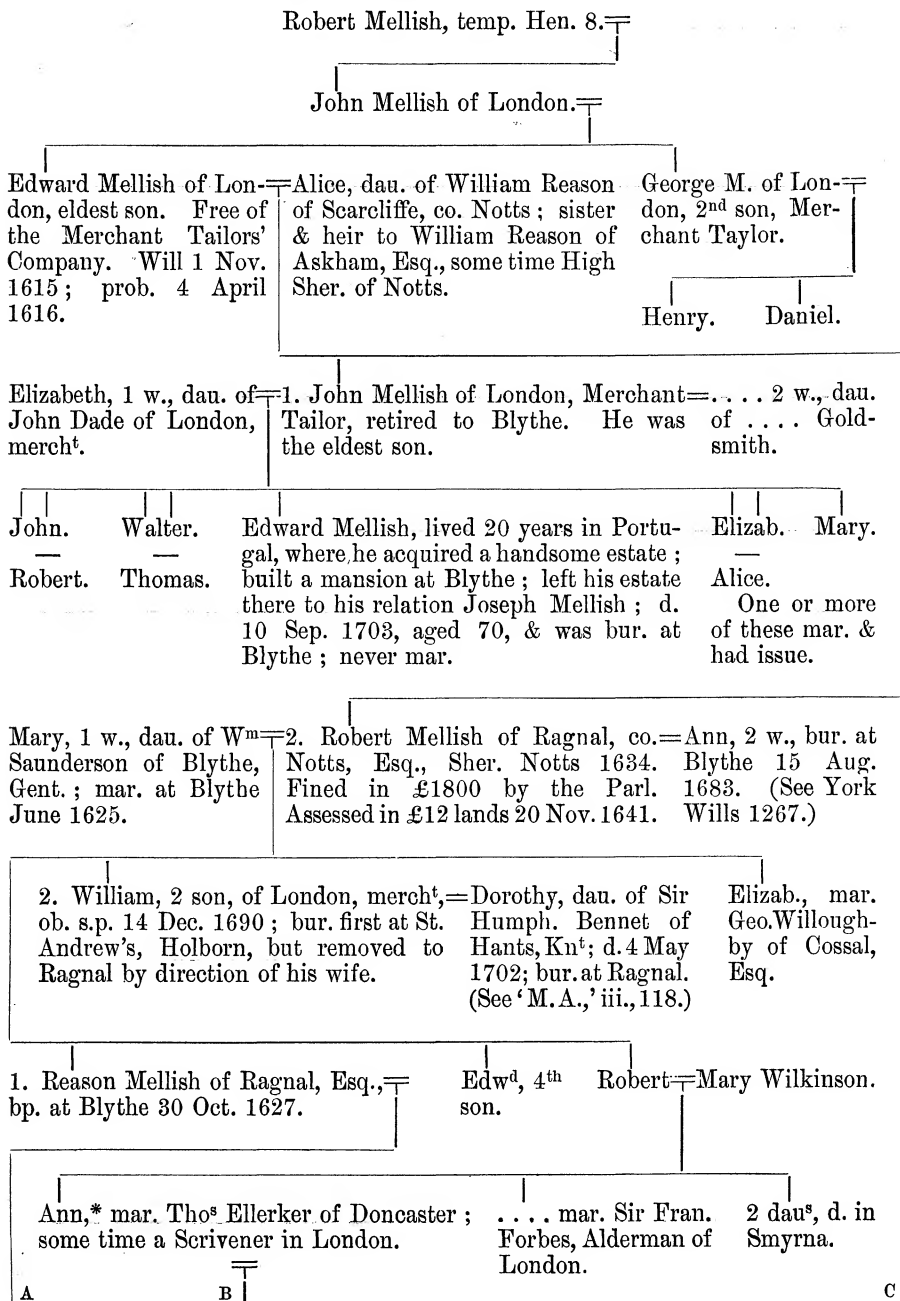 Robert Mellish, temp. Hen. 8.
John Mellish of London.
Edward Mellish of Lon-
don, eldest son. Free of
the Merchant Tailors'
Company. Will 1 Nov.
1615; prob. 4 April
1616.
Alice, dau. of William Reason
of Scarcliffe, co. Notts; sister
& heir to William Reason of
Askham, Esq., some time High
Sher. of Notts.
George M. of Lon-
don, 2nd son, Mer-
chant Taylor.
Henry. Daniel.
Elizabeth, 1 w., dau. of
John Dade of London,
mercht.
1. John Mellish of London, Merchant
Tailor, retired to Blythe. He was
the eldest son.
. . . . 2 w., dau.
of . . . . Gold-
smith.
John.
—
Robert.
Walter.
—
Thomas.
Edward Mellish, lived 20 years in Portu-
gal, where he acquired a handsome estate;
built a mansion at Blythe; left his estate
there to his relation Joseph Mellish; d.
10 Sep. 1703, aged 70, & was bur. at
Blythe; never mar.
Elizab. Mary.
—
Alice.
One or more
of these mar. &
had issue.
Mary, 1 w., dau. of Wm
Saunderson of Blythe,
Gent.; mar. at Blythe
June 1625.
2. Robert Mellish of Ragnal, co.
Notts, Esq., Sher. Notts 1634.
Fined in £1800 by the Parl.
Assessed in £12 lands 20 Nov. 1641.
Ann, 2 w., bur. at
Blythe 15 Aug.
1683. (See York
Wills 1267.)
2. William, 2 son, of London, mercht,
ob. s.p. 14 Dec. 1690; bur. first at St.
Andrew's, Holborn, but removed to
Ragnal by direction of his wife.
Dorothy, dau. of Sir
Humph. Bennet of
Hants, Knt; d. 4 May
1702; bur. at Ragnal.
(See 'M.A.,' iii., 118.)
Elizab., mar.
Geo. Willough-
by of Cossal,
Esq.
1. Reason Mellish of Ragnal, Esq.,
bp. at Blythe 30 Oct. 1627.
Edwd, 4th
son.
Robert Mary Wilkinson.
Ann,* mar. Thos Ellerker of Doncaster;
some time a Scrivener in London.
. . . . mar. Sir Fran.
Forbes, Alderman of
London.
2 daus, d. in
Smyrna.
A B C